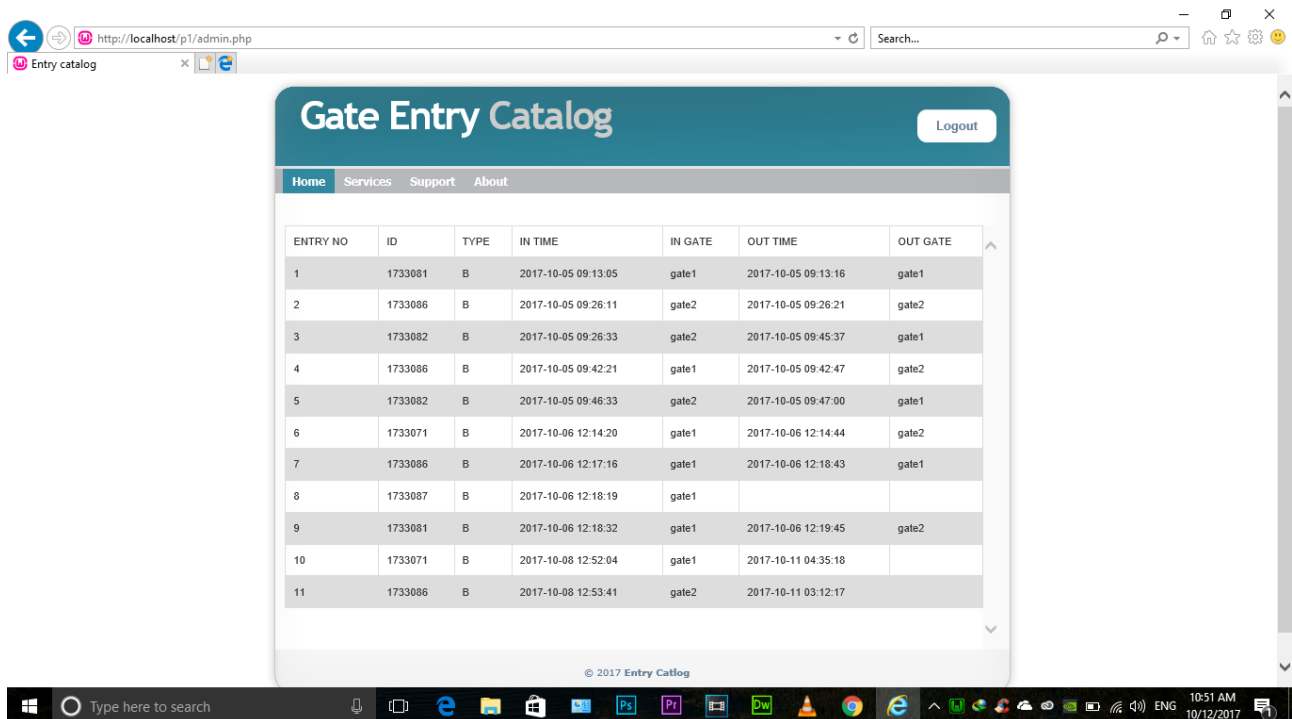 http://localhost/p1/admin.php
Search...
Entry catalog
Gate Entry Catalog
Logout
Home Services Support About
ENTRY NO ID TYPE IN TIME IN GATE OUT TIME OUT GATE
1 1733081 B 2017-10-05 09:13:05 gate1 2017-10-05 09:13:16 gate1
2 1733086 B 2017-10-05 09:26:11 gate2 2017-10-05 09:26:21 gate2
3 1733082 B 2017-10-05 09:26:33 gate2 2017-10-05 09:45:37 gate1
4 1733086 B 2017-10-05 09:42:21 gate1 2017-10-05 09:42:47 gate2
5 1733082 B 2017-10-05 09:46:33 gate2 2017-10-05 09:47:00 gate1
6 1733071 B 2017-10-06 12:14:20 gate1 2017-10-06 12:14:44 gate2
7 1733086 B 2017-10-06 12:17:16 gate1 2017-10-06 12:18:43 gate1
8 1733087 B 2017-10-06 12:18:19 gate1
9 1733081 B 2017-10-06 12:18:32 gate1 2017-10-06 12:19:45 gate2
10 1733071 B 2017-10-08 12:52:04 gate1 2017-10-11 04:35:18
11 1733086 B 2017-10-08 12:53:41 gate2 2017-10-11 03:12:17
© 2017 Entry Catlog
Type here to search
Ps
Pr
Dw
ENG
10:51 AM
10/12/2017
1